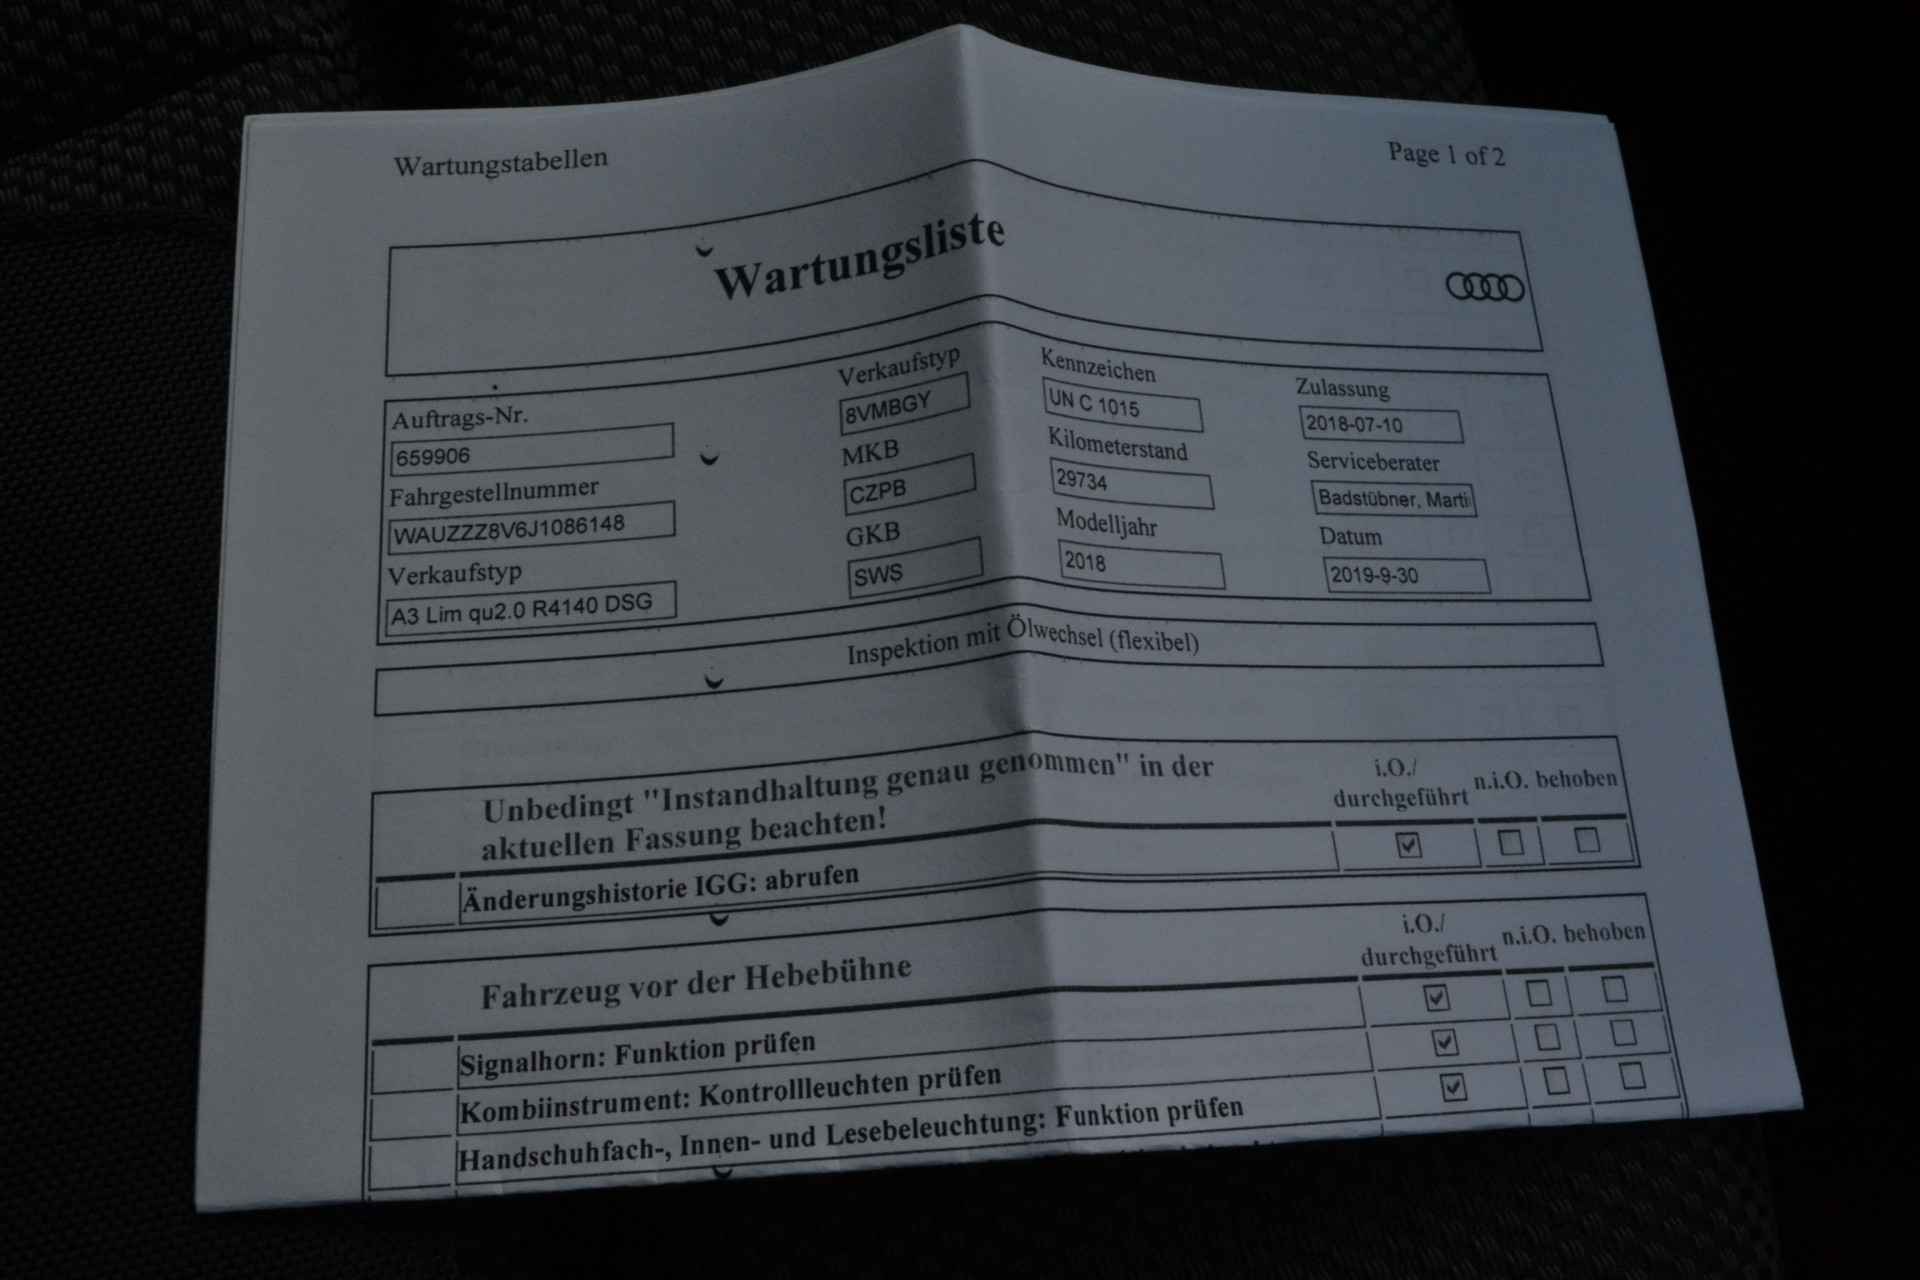 Wartungstabellen
Page 1 of 2
Wartungsliste
Auftrags-Nr.
659906
Fahrgestellnummer
WAUZZZ8V6J1086148
Verkaufstyp
A3 Lim qu2.0 R4140 DSG
Verkaufstyp
8VMBGY
MKB
CZPB
GKB
SWS
Kennzeichen
UN C 1015
Kilometerstand
29734
Modelljahr
2018
Zulassung
2018-07-10
Serviceberater
Badstübner, Marti
Datum
2019-9-30
Inspektion mit Ölwechsel (flexibel)
Unbedingt "Instandhaltung genau genommen" in der
aktuellen Fassung beachten!
i.O./
durchgeführt
n.i.O. behoben
Änderungshistorie IGG: abrufen
Fahrzeug vor der Hebebühne
i.O./
durchgeführt
n.i.O. behoben
Signalhorn: Funktion prüfen
Kombiinstrument: Kontrollleuchten prüfen
Handschuhfach-, Innen- und Lesebeleuchtung: Funktion prüfen